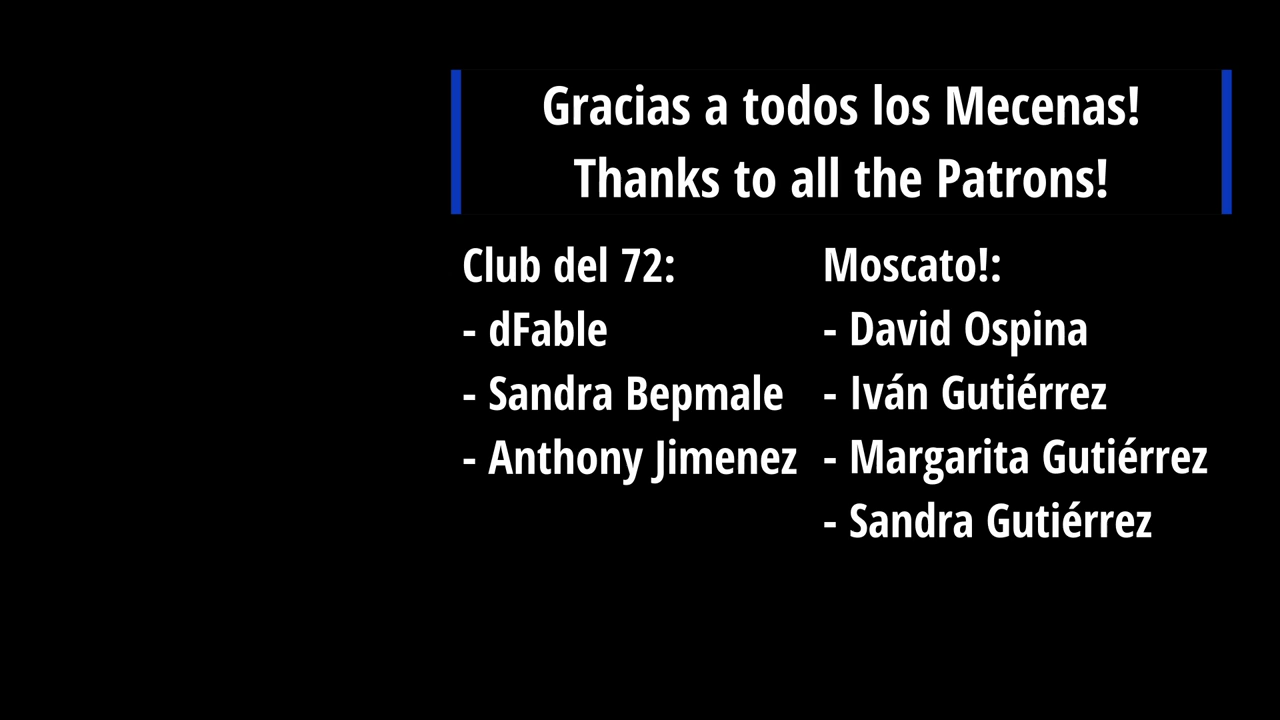 Gracias a todos los Mecenas!
Thanks to all the Patrons!
Club del 72:
- dFable
- Sandra Bepmale
- Anthony Jimenez
Moscato!:
- David Ospina
- Iván Gutiérrez
- Margarita Gutiérrez
- Sandra Gutiérrez